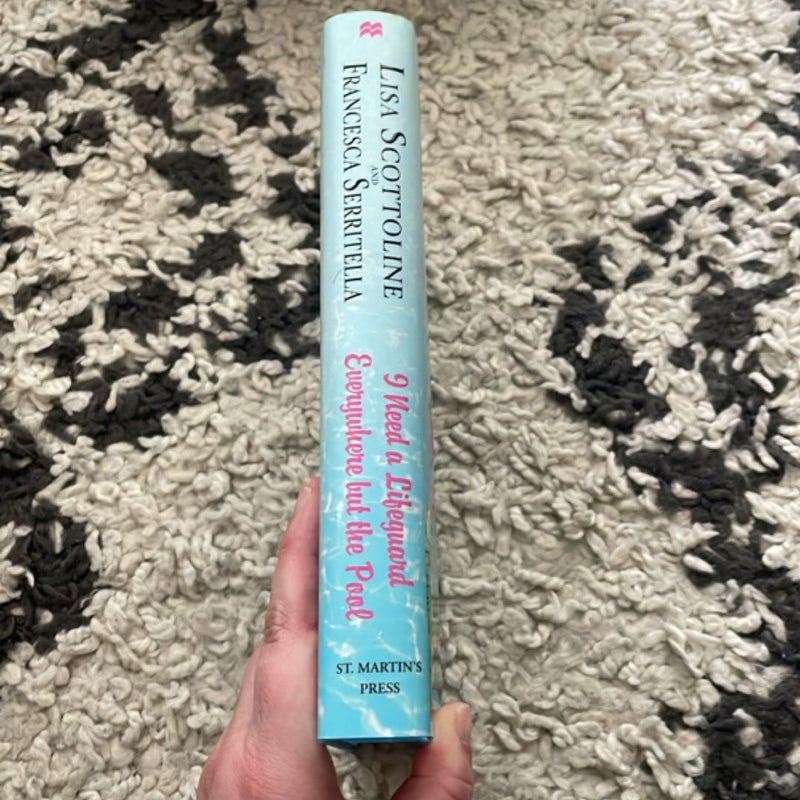 LISA SCOTTOLINE
AND
FRANCESCA SERRITELLA
I Need a Lifeguard
Everywhere but the Pool
ST. MARTIN'S
PRESS